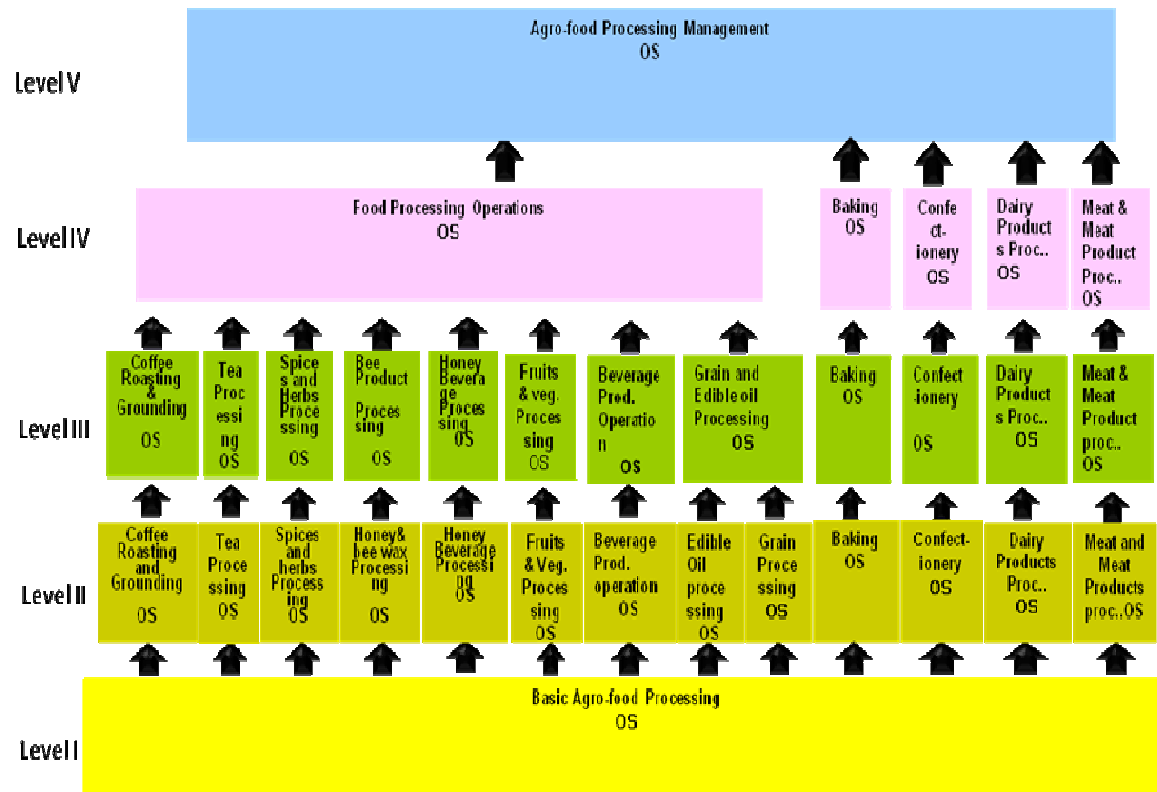 Agro-food Processing Management
OS
Level V
Food Processing Operations
OS
Baking
OS
Confe
ct-
ionery
OS
Dairy
Product
s Proc..
OS
Meat &
Meat
Product
Proc..
OS
Level IV
Coffee
Roasting
&
Grounding
OS
Tea
Proc
essi
ng
OS
Spice
s and
Herbs
Proce
ssing
OS
Bee
Product
Proces
sing
OS
Honey
Bevera
ge
Proces
sing
OS
Fruits
& veg.
Proces
sing
OS
Beverage
Prod.
Operatio
n
OS
Grain and
Edible oil
Processing
OS
Baking
OS
Confect
ionery
OS
Dairy
Product
s Proc..
OS
Meat &
Meat
Product
proc..
OS
Level III
Coffee
Roasting
and
Grounding
OS
Tea
Proce
ssing
OS
Spices
and
herbs
Process
ing
OS
Honey&
bee wax
Processi
ng
OS
Honey
Beverage
Processi
ng
OS
Fruits
& Veg.
Proces
sing
OS
Beverage
Prod.
operation
OS
Edible
Oil
proce
ssing
OS
Grain
Proce
ssing
OS
Baking
OS
Confect-
ionery
OS
Dairy
Products
Proc..
OS
Meat and
Meat
Products
proc..OS
Level II
Basic Agro-food Processing
OS
Level I